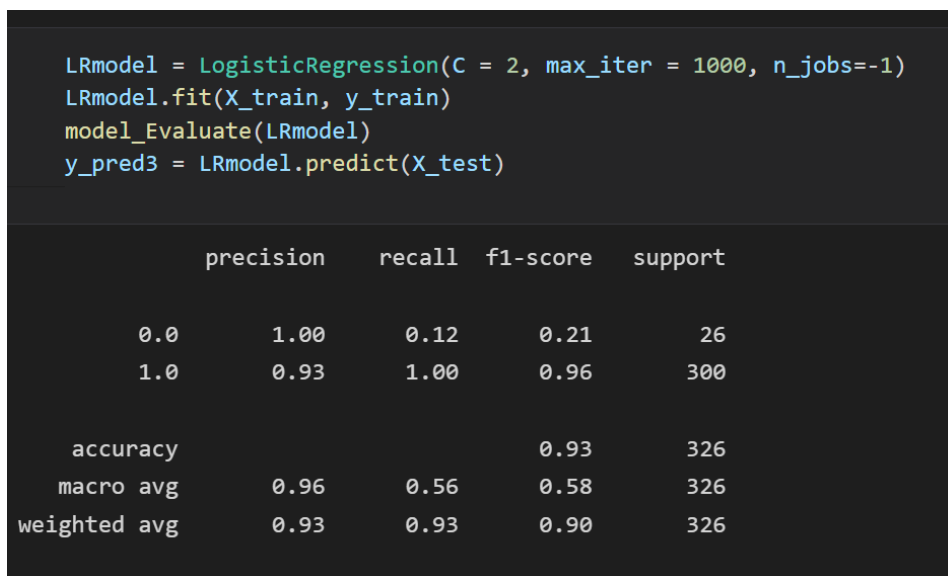 LRmodel = LogisticRegression(C = 2, max_iter = 1000, n_jobs=-1)
LRmodel.fit(X_train, y_train)
model_Evaluate(LRmodel)
y_pred3 = LRmodel.predict(X_test)
precision recall f1-score support
0.0 1.00 0.12 0.21 26
1.0 0.93 1.00 0.96 300
accuracy 0.93 326
macro avg 0.96 0.56 0.58 326
weighted avg 0.93 0.93 0.90 326